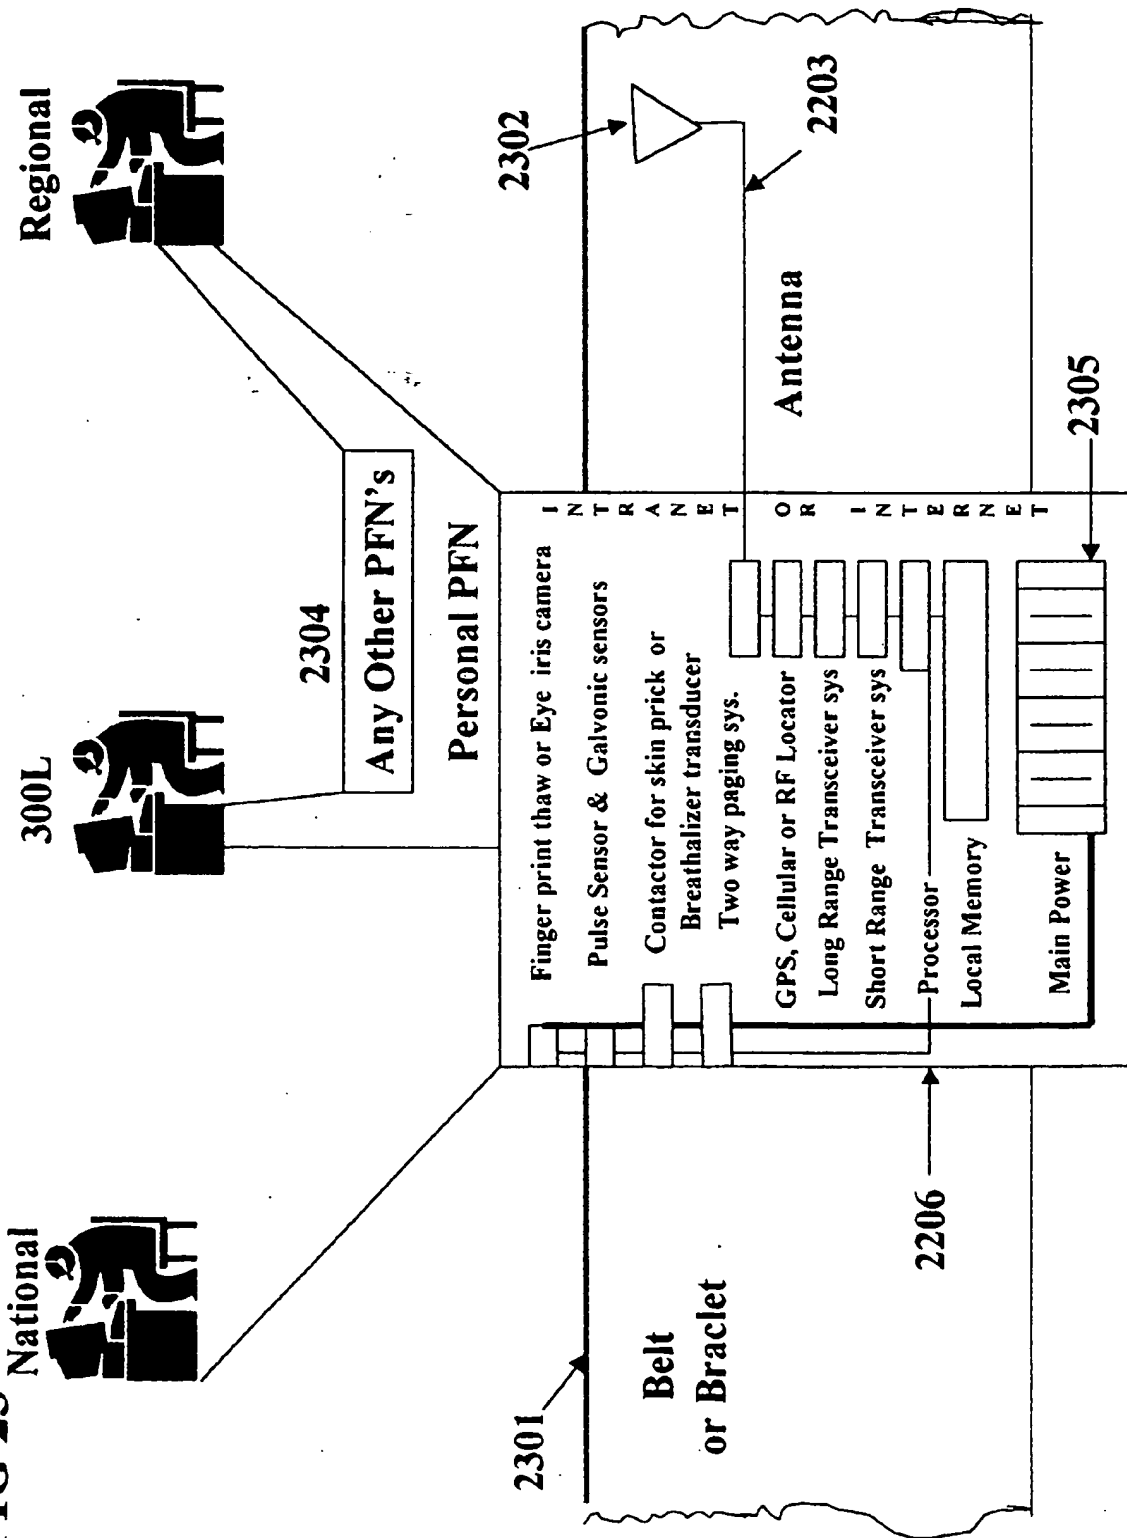 FIG 23
National
300L
Regional
2304
Any Other PFN's
Personal PFN
2301
2302
2203
Finger print thaw or Eye iris camera
Pulse Sensor & Galvonic sensors
Contactor for skin prick or
Breathalizer transducer
Two way paging sys.
GPS, Cellular or RF Locator
Long Range Transceiver sys
Short Range Transceiver sys
Processor
Local Memory
Main Power
INTRANET OR INTERNET
Belt
or Braclet
Antenna
2206
2305